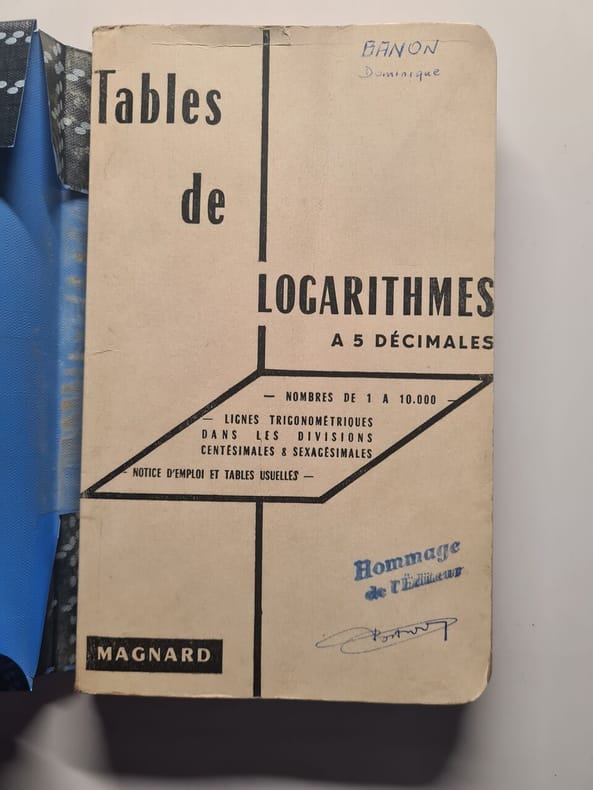 BANON
Dominique
Tables
de
LOGARITHMES
A 5 DÉCIMALES
— NOMBRES DE 1 A 10.000 —
— LIGNES TRIGONOMÉTRIQUES
DANS LES DIVISIONS
CENTÉSIMALES & SEXAGÉSIMALES
— NOTICE D'EMPLOI ET TABLES USUELLES —
Hommage
de l'Éditeur
MAGNARD